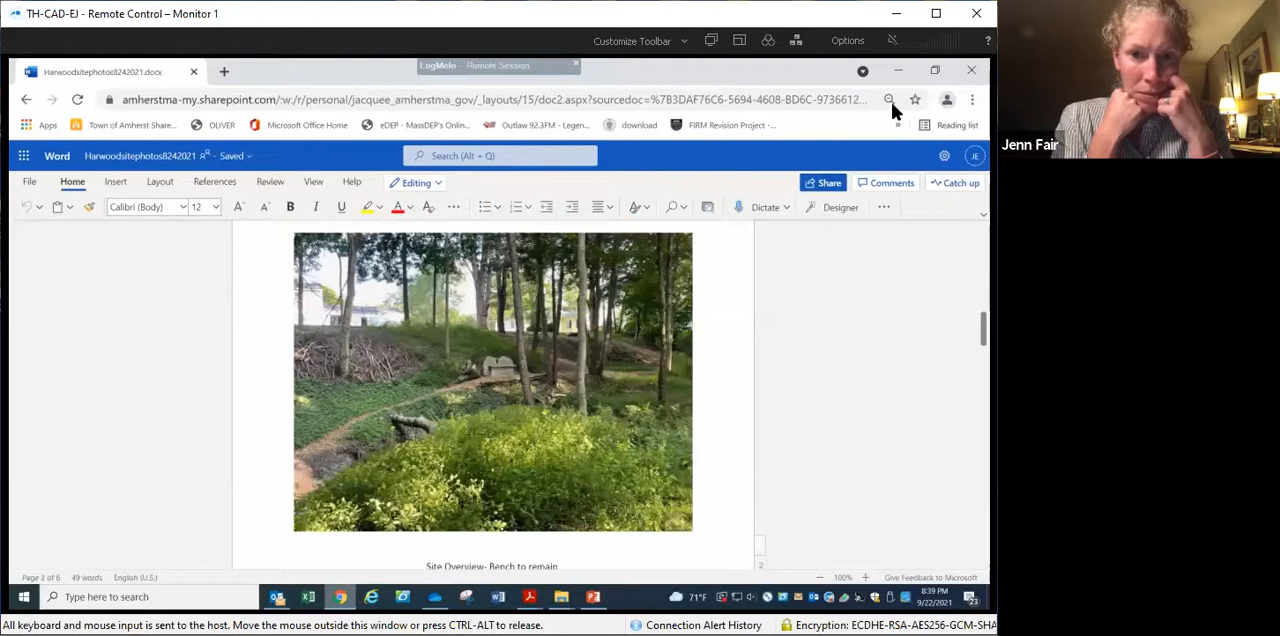 TH-CAD-EJ - Remote Control – Monitor 1
Customize Toolbar
Options
?
Harwoodsitephotos8242021.docx
LogMeIn - Remote Session
amherstma-my.sharepoint.com/:w:/r/personal/jacquee_amherstma_gov/_layouts/15/doc2.aspx?sourcedoc=%7B3DAF76C6-5694-4608-BD6C-9736612...
Apps
Town of Amherst Share...
OLIVER
Microsoft Office Home
eDEP - MassDEP's Onlin...
Outlaw 92.3FM - Legen...
download
FIRM Revision Project -...
»
Reading list
Word
Harwoodsitephotos8242021
- Saved
Search (Alt + Q)
JE
File
Home
Insert
Layout
References
Review
View
Help
Editing
Share
Comments
Catch up
Calibri (Body)
12
B
I
U
Dictate
Designer
Site Overview- Bench to remain
2
Page 2 of 6
49 words
English (U.S.)
100%
Give Feedback to Microsoft
Type here to search
71°F
8:39 PM
9/22/2021
23
All keyboard and mouse input is sent to the host. Move the mouse outside this window or press CTRL-ALT to release.
Connection Alert History
Encryption: ECDHE-RSA-AES256-GCM-SHA
Jenn Fair